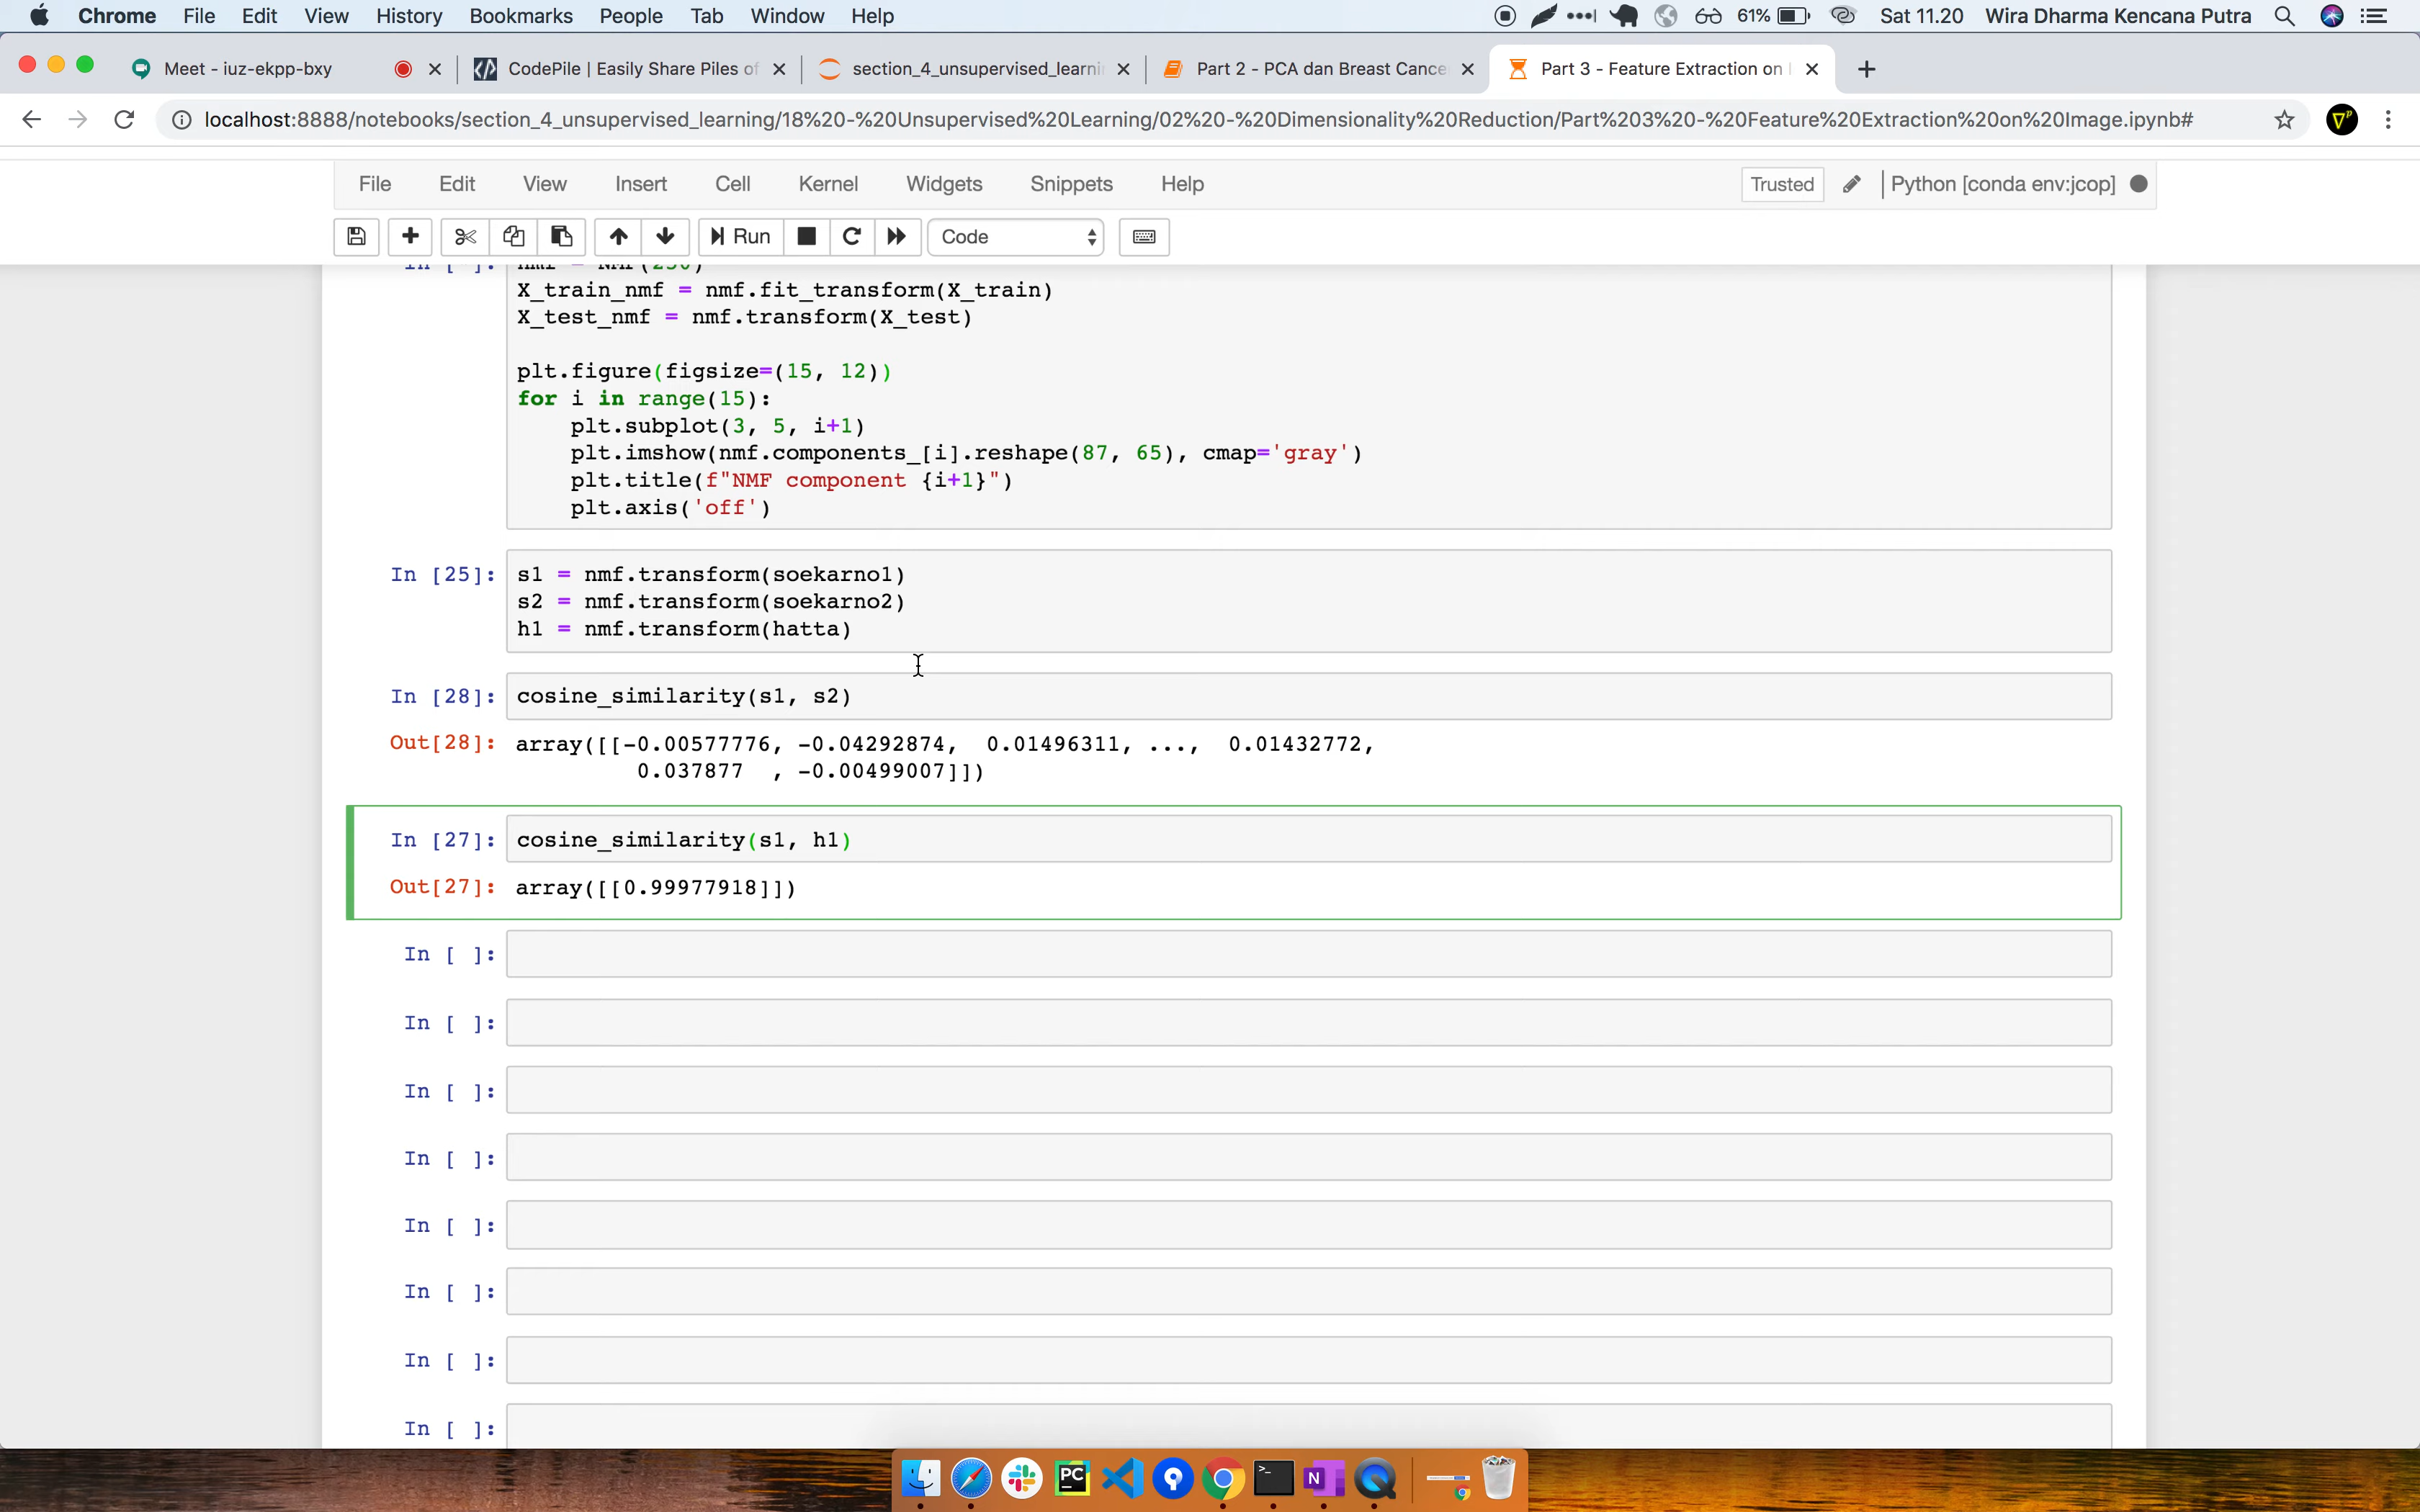 Chrome File Edit View History Bookmarks People Tab Window Help 61% Sat 11.20 Wira Dharma Kencana Putra
Meet - iuz-ekpp-bxy
CodePile | Easily Share Piles of
section_4_unsupervised_learni
Part 2 - PCA dan Breast Cance
Part 3 - Feature Extraction on
localhost:8888/notebooks/section_4_unsupervised_learning/18%20-%20Unsupervised%20Learning/02%20-%20Dimensionality%20Reduction/Part%203%20-%20Feature%20Extraction%20on%20Image.ipynb#
File Edit View Insert Cell Kernel Widgets Snippets Help Trusted Python [conda env:jcop]
Run Code
In [ ]: nmf = NMF(250)
X_train_nmf = nmf.fit_transform(X_train)
X_test_nmf = nmf.transform(X_test)
plt.figure(figsize=(15, 12))
for i in range(15):
    plt.subplot(3, 5, i+1)
    plt.imshow(nmf.components_[i].reshape(87, 65), cmap='gray')
    plt.title(f"NMF component {i+1}")
    plt.axis('off')
In [25]: s1 = nmf.transform(soekarno1)
s2 = nmf.transform(soekarno2)
h1 = nmf.transform(hatta)
In [28]: cosine_similarity(s1, s2)
Out[28]: array([[-0.00577776, -0.04292874,  0.01496311, ...,  0.01432772,
         0.037877  , -0.00499007]])
In [27]: cosine_similarity(s1, h1)
Out[27]: array([[0.99977918]])
In [ ]:
In [ ]:
In [ ]:
In [ ]:
In [ ]:
In [ ]:
In [ ]:
In [ ]:
PC
N